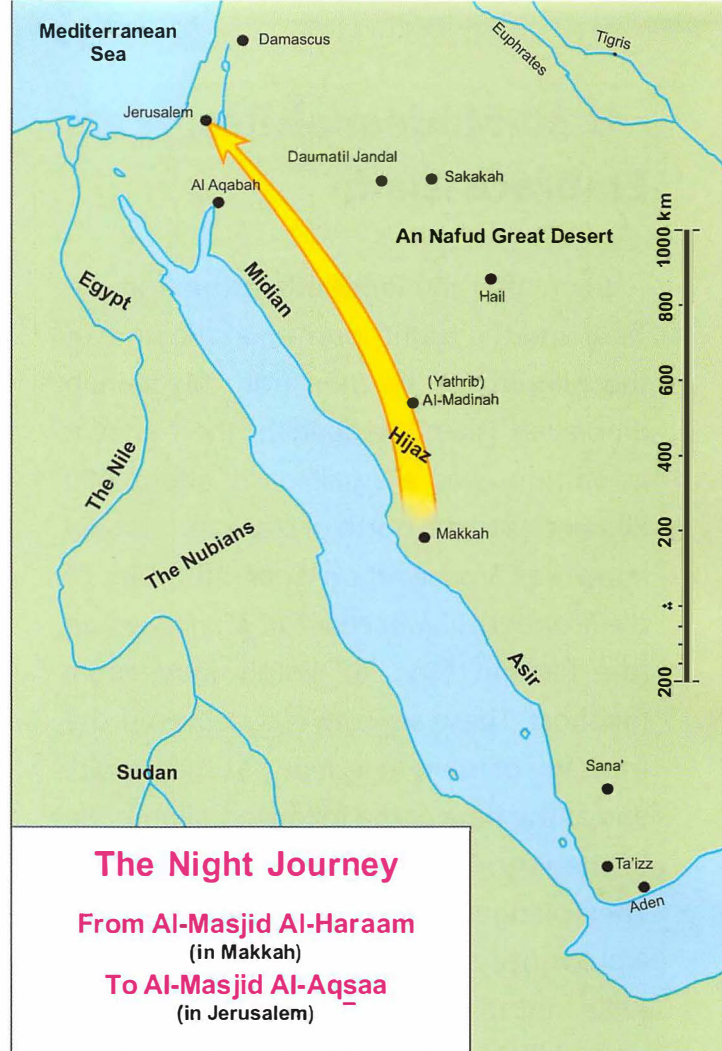 Mediterranean
Sea
Damascus
Euphrates
Tigris
Jerusalem
Daumatil Jandal
Sakakah
Al Aqabah
An Nafud Great Desert
Midian
Egypt
Hail
(Yathrib)
Al-Madinah
Hijaz
The Nile
Makkah
The Nubians
Asir
1000 km
800
600
400
200
200
Sudan
Sana'
Ta'izz
Aden
The Night Journey
From Al-Masjid Al-Haraam
(in Makkah)
To Al-Masjid Al-Aqsaa
(in Jerusalem)